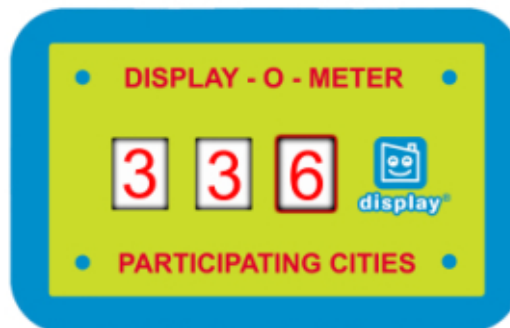 DISPLAY - O - METER
3 3 6
display®
PARTICIPATING CITIES